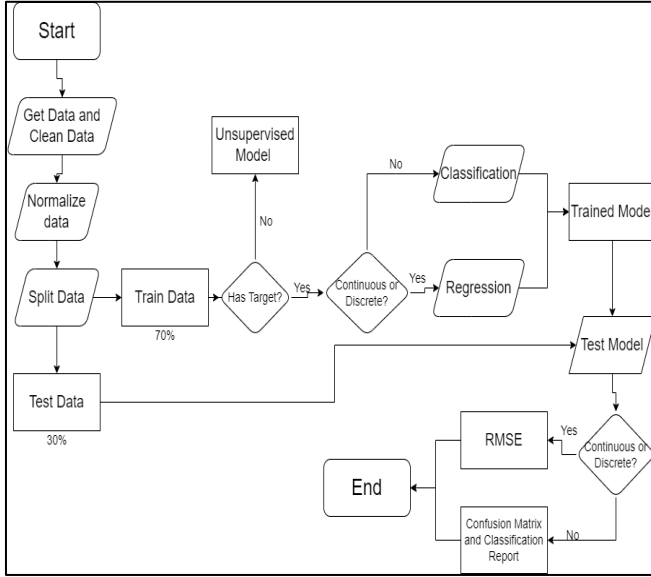 Start
Get Data and
Clean Data
Normalize
data
Split Data
Train Data
70%
Test Data
30%
Has Target?
No
Unsupervised
Model
Yes
Continuous or
Discrete?
No
Classification
Yes
Regression
Trained Model
Test Model
Continuous or
Discrete?
Yes
RMSE
No
Confusion Matrix
and Classification
Report
End